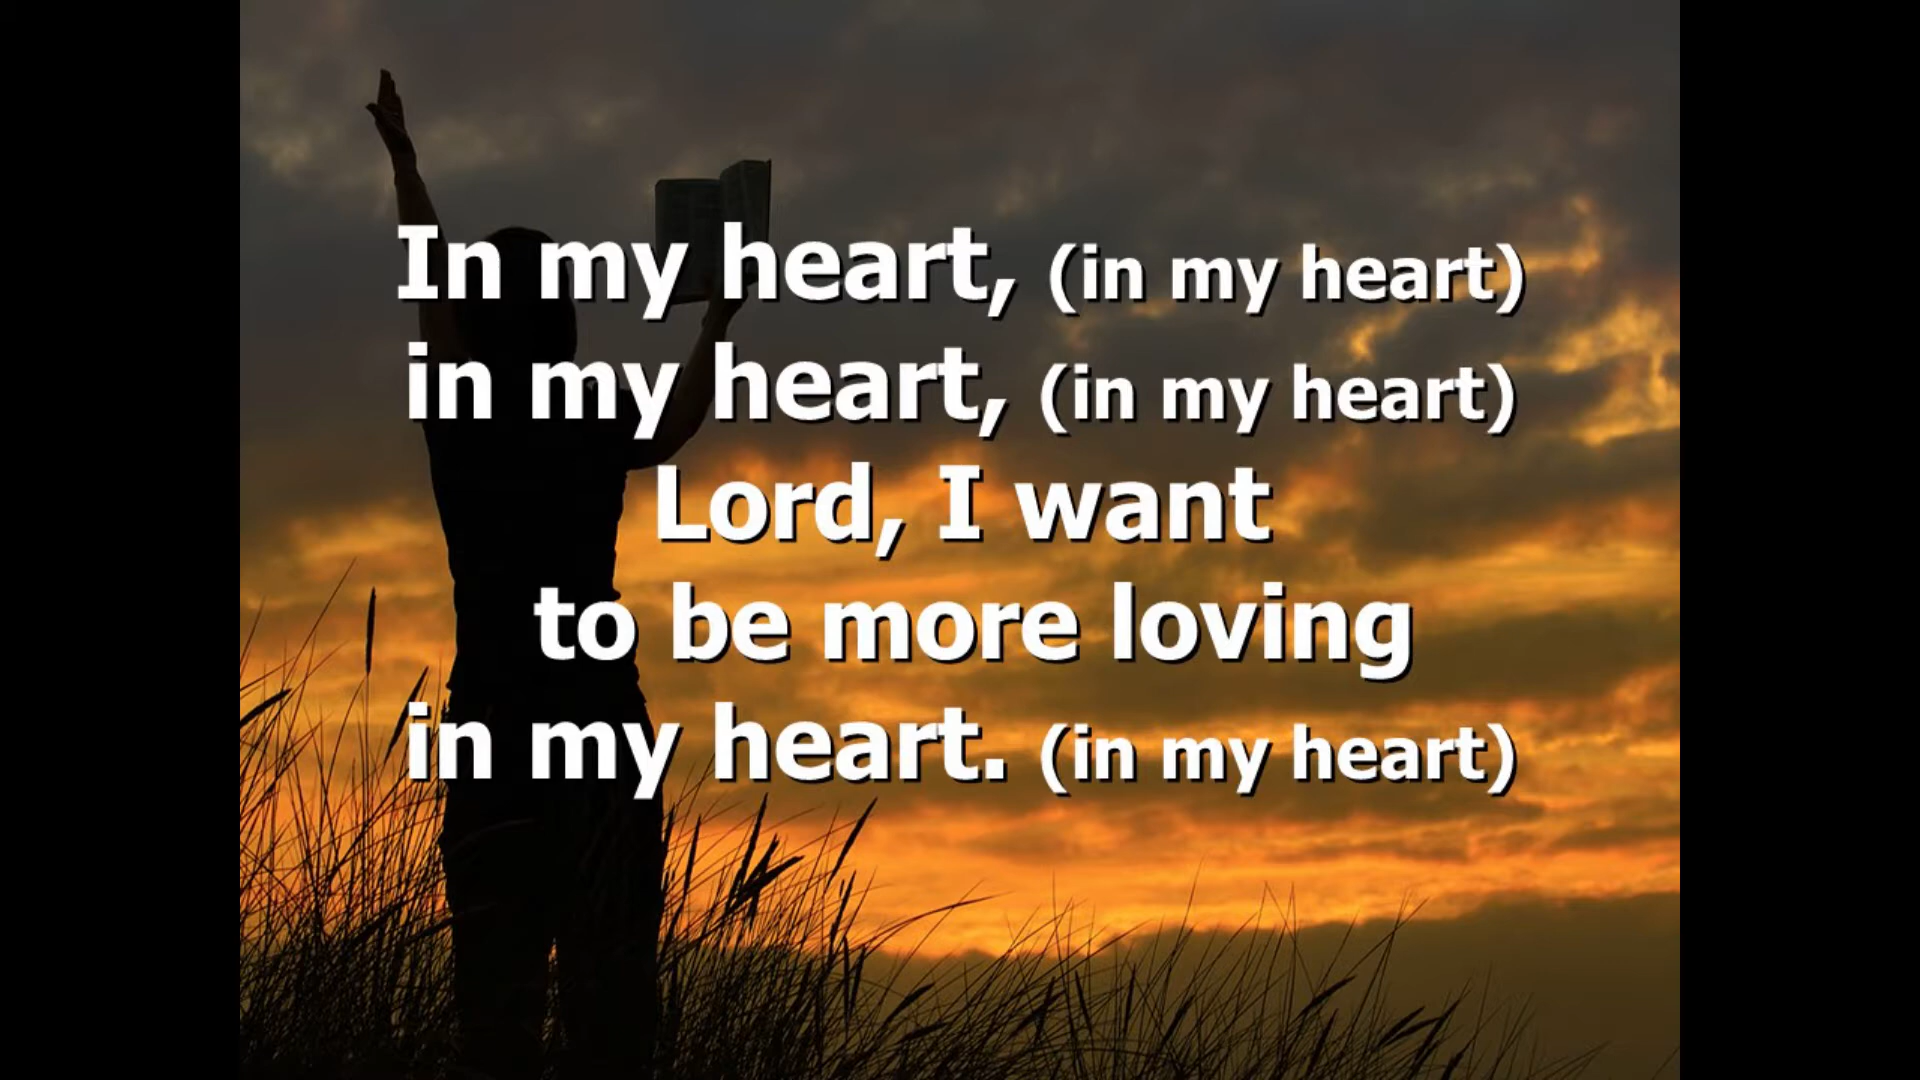 In my heart, (in my heart)
in my heart, (in my heart)
Lord, I want
to be more loving
in my heart. (in my heart)